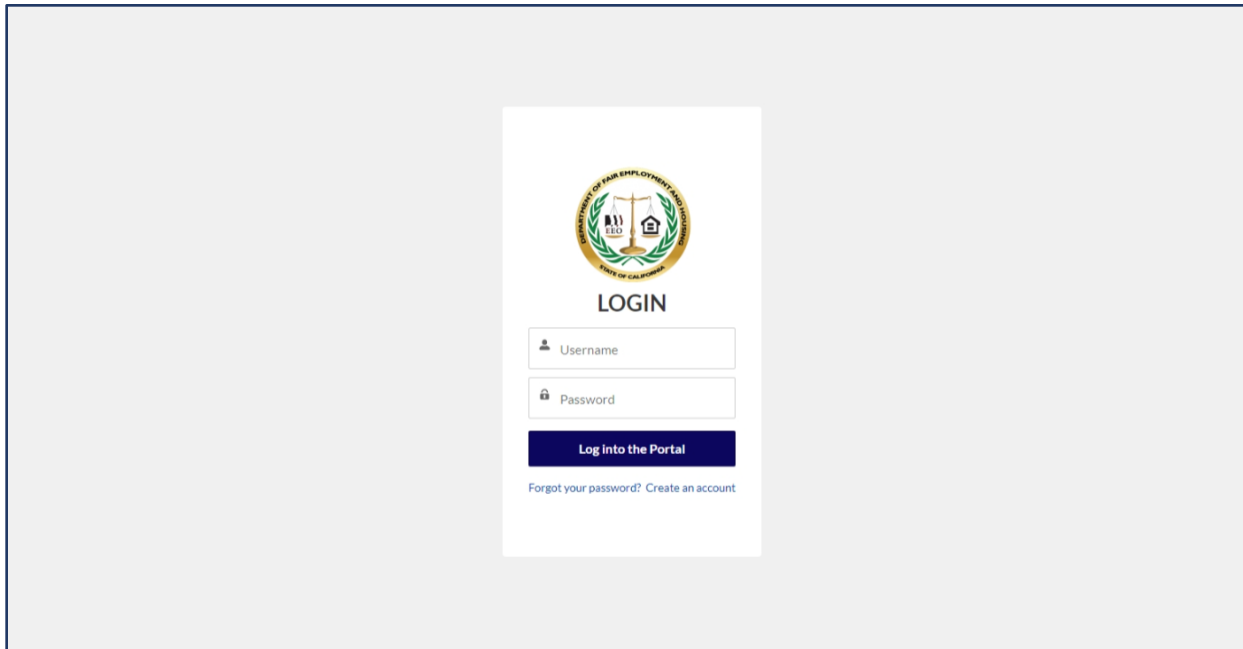 DEPARTMENT OF FAIR EMPLOYMENT AND HOUSING
EEO
STATE OF CALIFORNIA
LOGIN
Username
Password
Log into the Portal
Forgot your password? Create an account